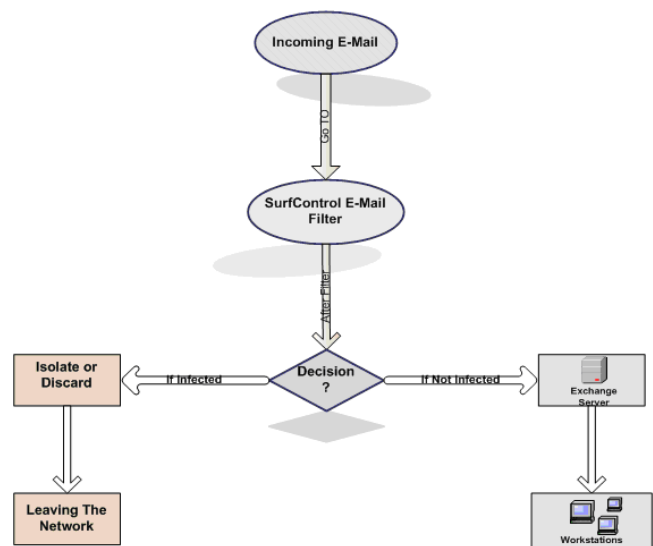 Incoming E-Mail
Go TO
SurfControl E-Mail
Filter
After Filter
Isolate or
Discard
If Infected
Decision
?
If Not Infected
Exchange
Server
Leaving The
Network
Workstations